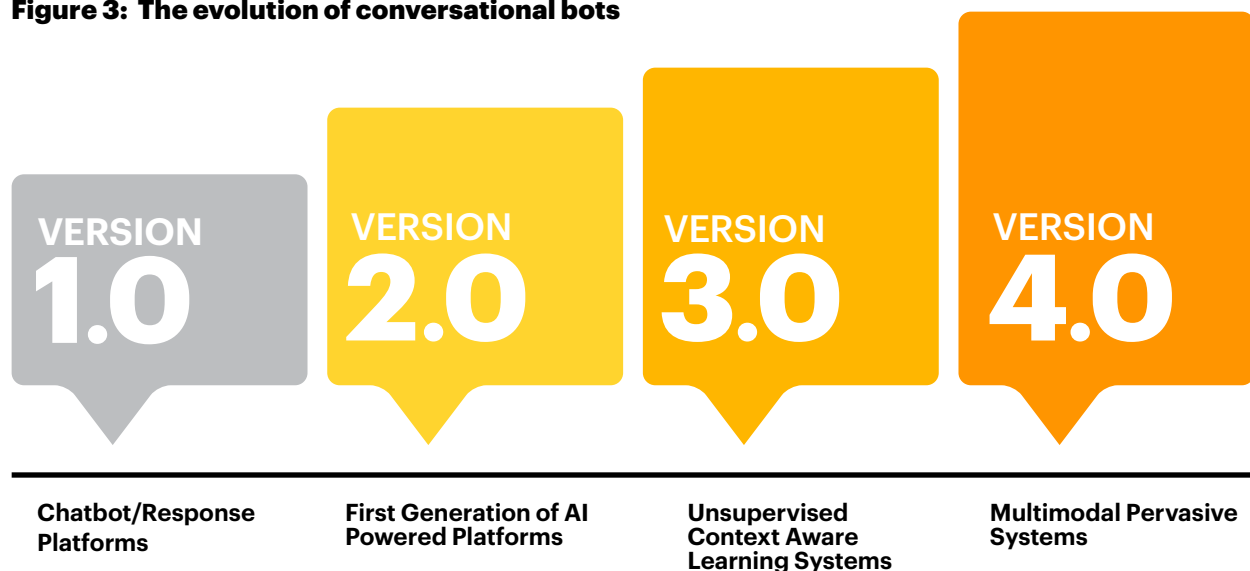 Figure 3: The evolution of conversational bots
VERSION
1.0
VERSION
2.0
VERSION
3.0
VERSION
4.0
Chatbot/Response
Platforms
First Generation of AI
Powered Platforms
Unsupervised
Context Aware
Learning Systems
Multimodal Pervasive
Systems